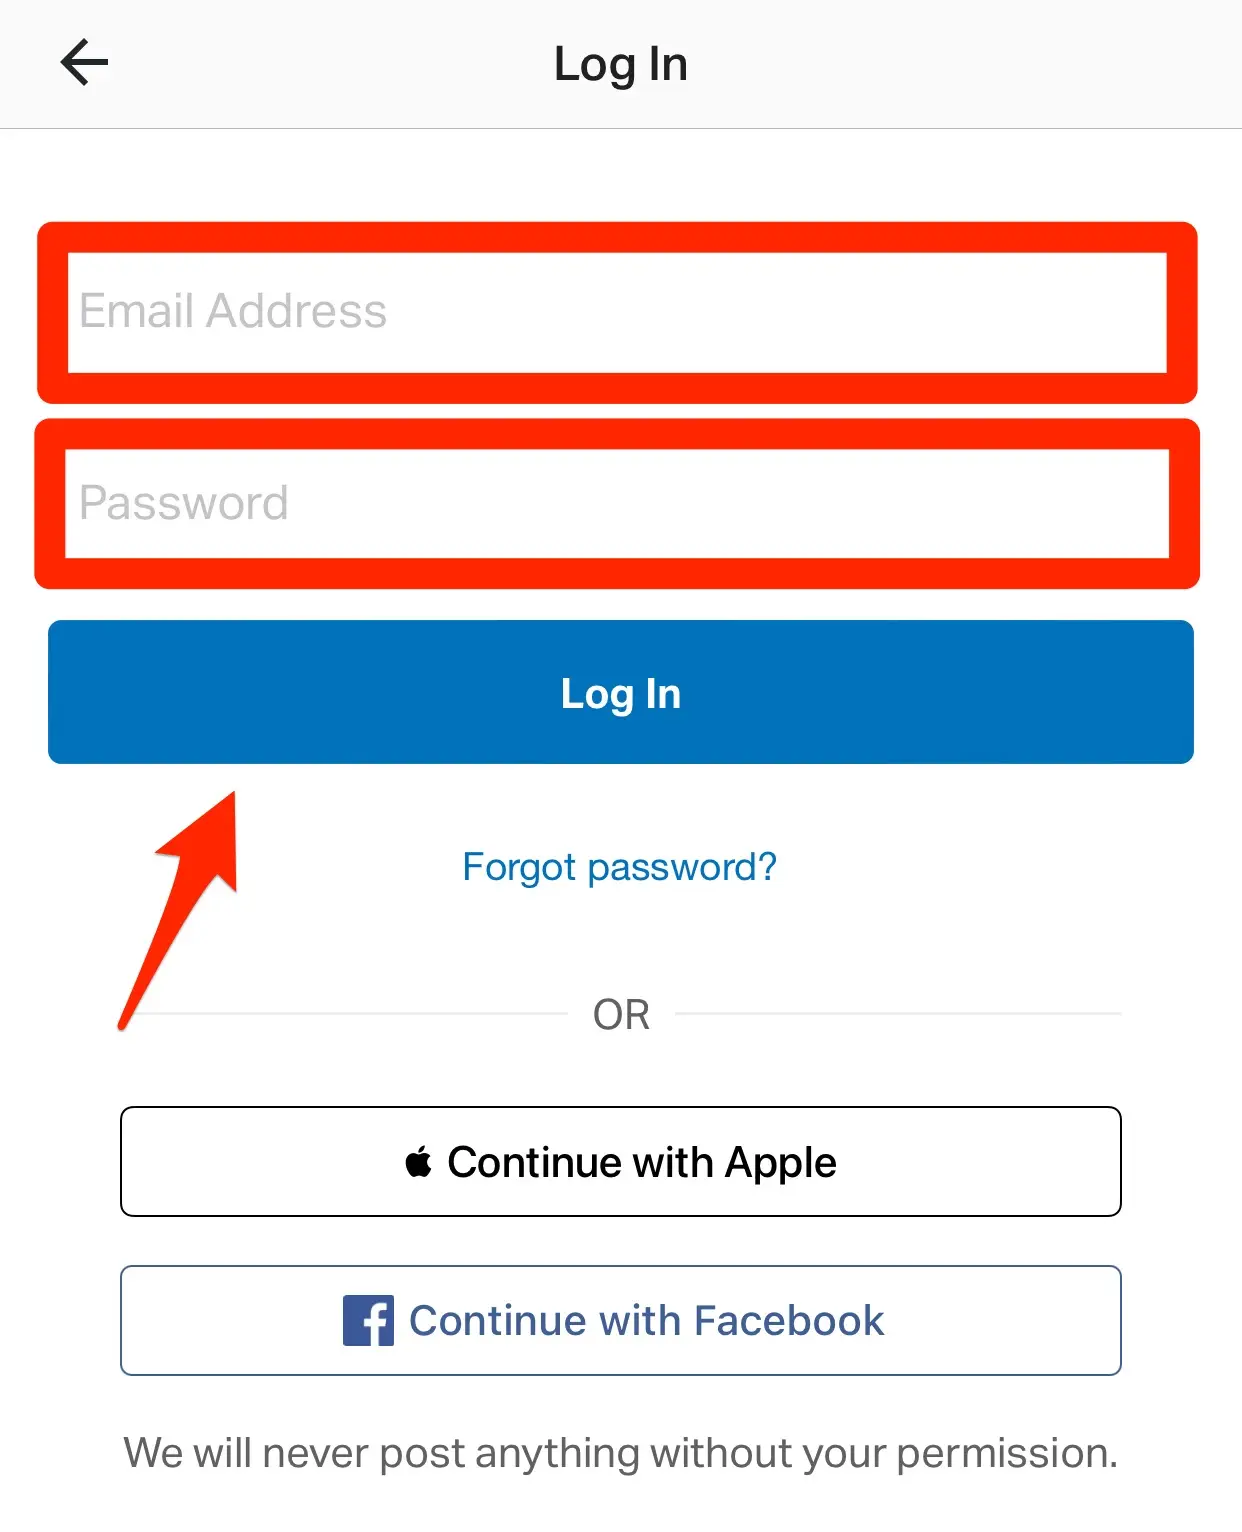 Log In
Email Address
Password
Log In
Forgot password?
OR
Continue with Apple
Continue with Facebook
We will never post anything without your permission.